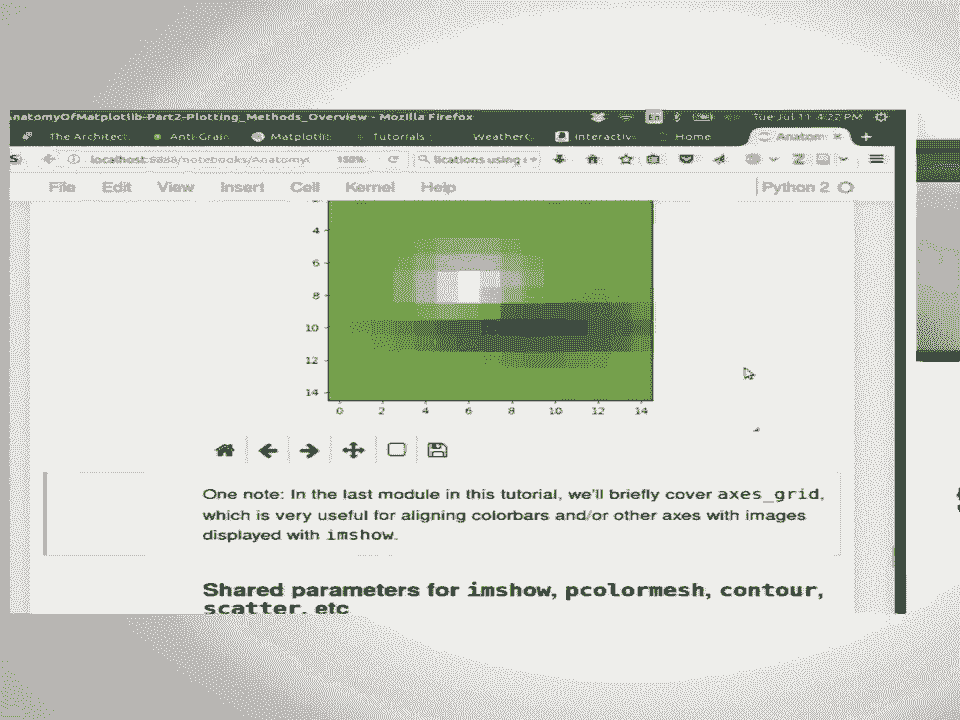 AnatomyOfMatplotlib-Part2-Plotting_Methods_Overview - Mozilla Firefox En Tue Jul 11 4:22 PM
The Architect. Anti-Grain Matplotlib: Tutorials WeatherC. Interactiv Home Anatom
S localhost:8888/notebooks/Anatomy 150% lications using
File Edit View Insert Cell Kernel Help Python 2
4
6
8
10
12
14
0 2 4 6 8 10 12 14
One note: In the last module in this tutorial, we'll briefly cover axes_grid,
which is very useful for aligning colorbars and/or other axes with images
displayed with imshow.
Shared parameters for imshow, pcolormesh, contour,
scatter, etc